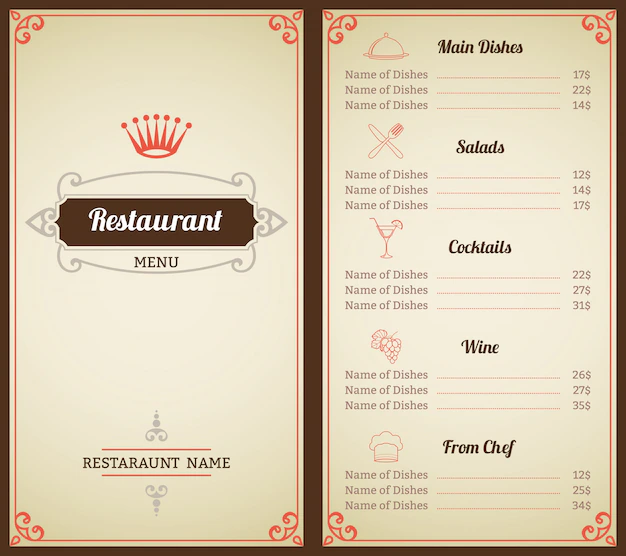 Restaurant
MENU
RESTARAUNT NAME
Main Dishes
Name of Dishes 17$
Name of Dishes 22$
Name of Dishes 14$
Salads
Name of Dishes 12$
Name of Dishes 14$
Name of Dishes 17$
Cocktails
Name of Dishes 22$
Name of Dishes 27$
Name of Dishes 31$
Wine
Name of Dishes 26$
Name of Dishes 27$
Name of Dishes 35$
From Chef
Name of Dishes 12$
Name of Dishes 25$
Name of Dishes 34$